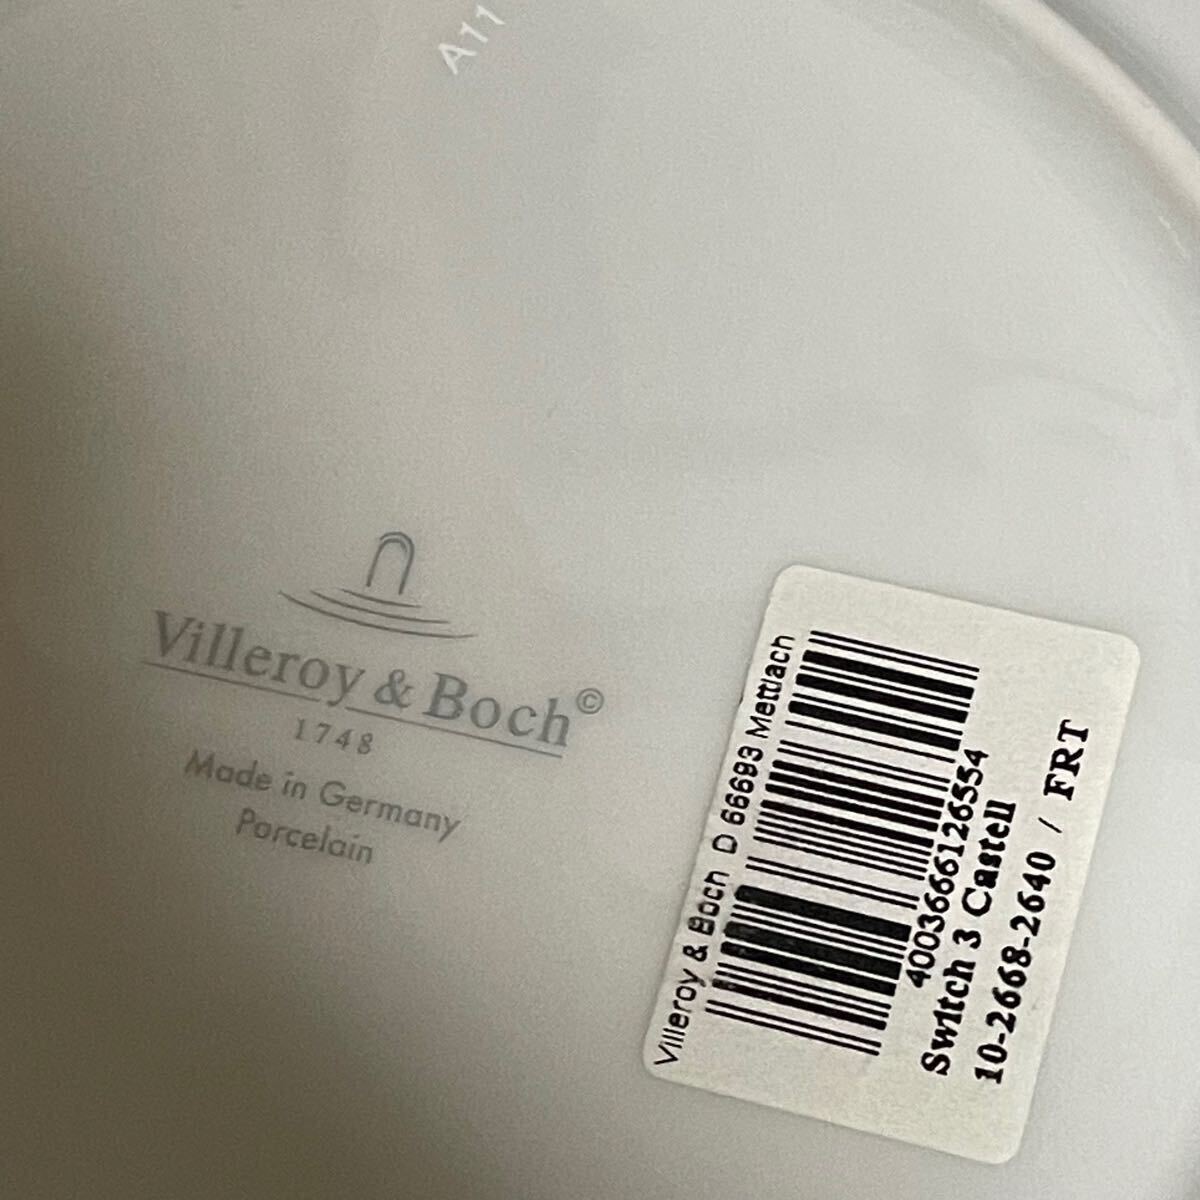 A11
Villeroy & Boch©
1748
Made in Germany
Porcelain
Villeroy & Boch D 66693 Mettlach
4003666126554
Switch 3 Castell
10-2668-2640 / FRT